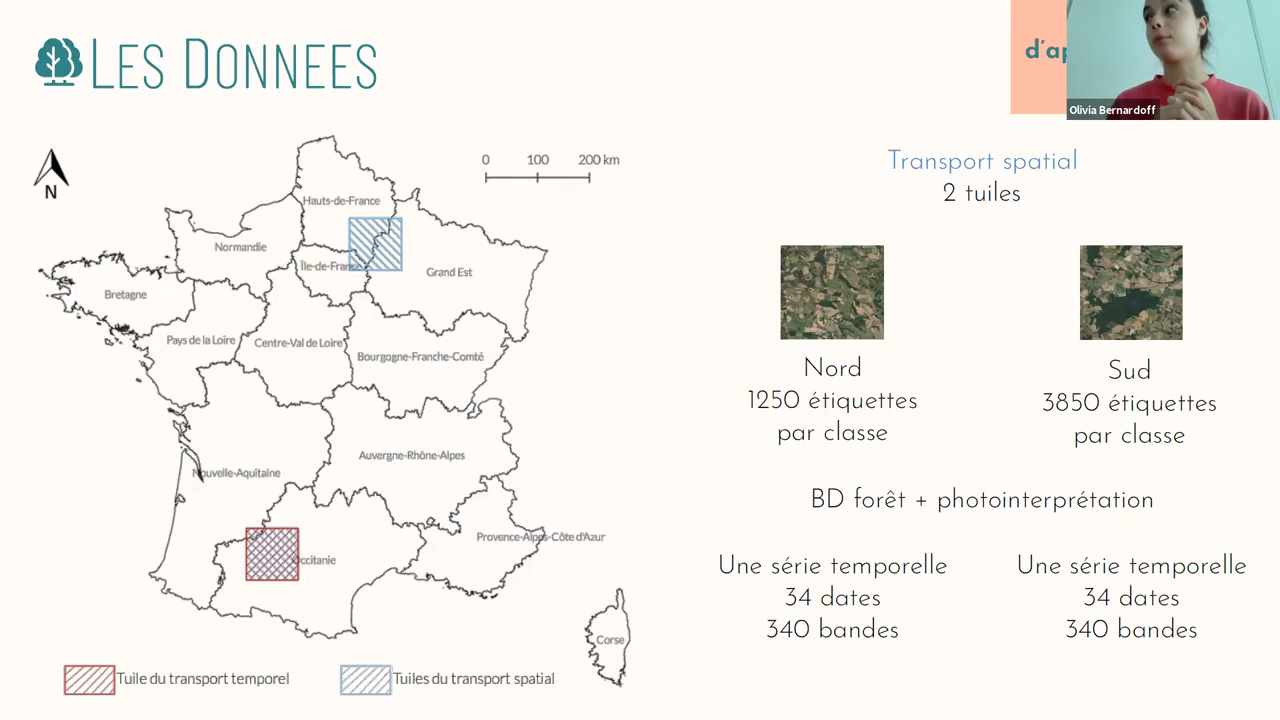 LES DONNEES
d'ap
Olivia Bernardoff
N
0 100 200 km
Hauts-de-France
Normandie
Île-de-France
Grand Est
Bretagne
Pays de la Loire
Centre-Val de Loire
Bourgogne-Franche-Comté
Nouvelle-Aquitaine
Auvergne-Rhône-Alpes
Occitanie
Provence-Alpes-Côte d'Azur
Corse
Tuile du transport temporel
Tuiles du transport spatial
Transport spatial
2 tuiles
Nord
1250 étiquettes
par classe
Sud
3850 étiquettes
par classe
BD forêt + photointerprétation
Une série temporelle
34 dates
340 bandes
Une série temporelle
34 dates
340 bandes